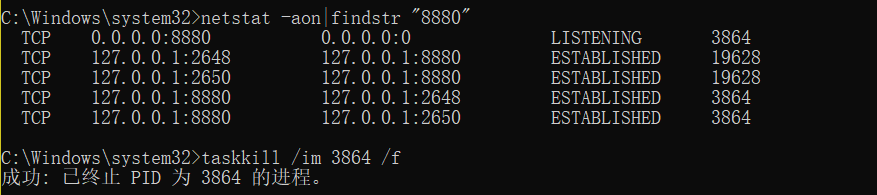 C:\Windows\system32>netstat -aon|findstr "8880"
TCP 0.0.0.0:8880 0.0.0.0:0 LISTENING 3864
TCP 127.0.0.1:2648 127.0.0.1:8880 ESTABLISHED 19628
TCP 127.0.0.1:2650 127.0.0.1:8880 ESTABLISHED 19628
TCP 127.0.0.1:8880 127.0.0.1:2648 ESTABLISHED 3864
TCP 127.0.0.1:8880 127.0.0.1:2650 ESTABLISHED 3864
C:\Windows\system32>taskkill /im 3864 /f
成功: 已终止 PID 为 3864 的进程。